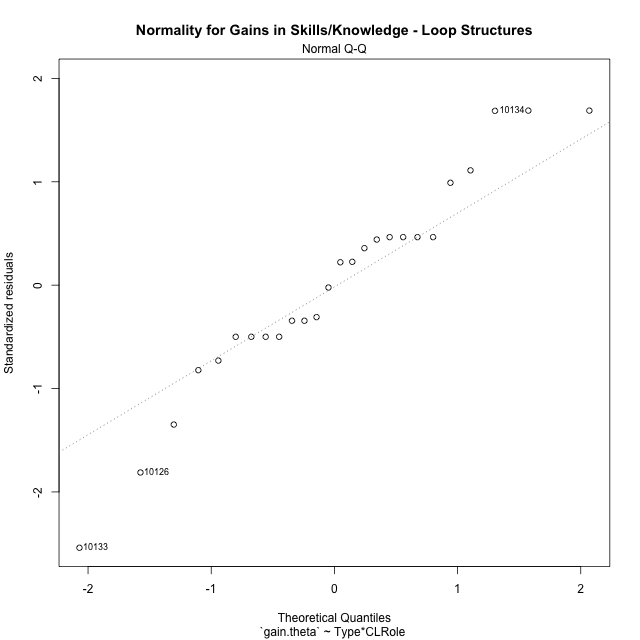 Normality for Gains in Skills/Knowledge - Loop Structures
Normal Q-Q
2
10134
1
Standardized residuals
0
-1
10126
-2
10133
-2 -1 0 1 2
Theoretical Quantiles
`gain.theta` ~ Type*CLRole